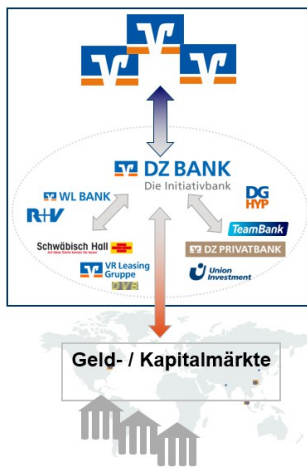 DZ BANK
Die Initiativbank
WL BANK
DG
HYP
R+V
TeamBank
Schwäbisch Hall
DZ PRIVATBANK
VR Leasing
Gruppe
Union
Investment
DVB
Geld- / Kapitalmärkte